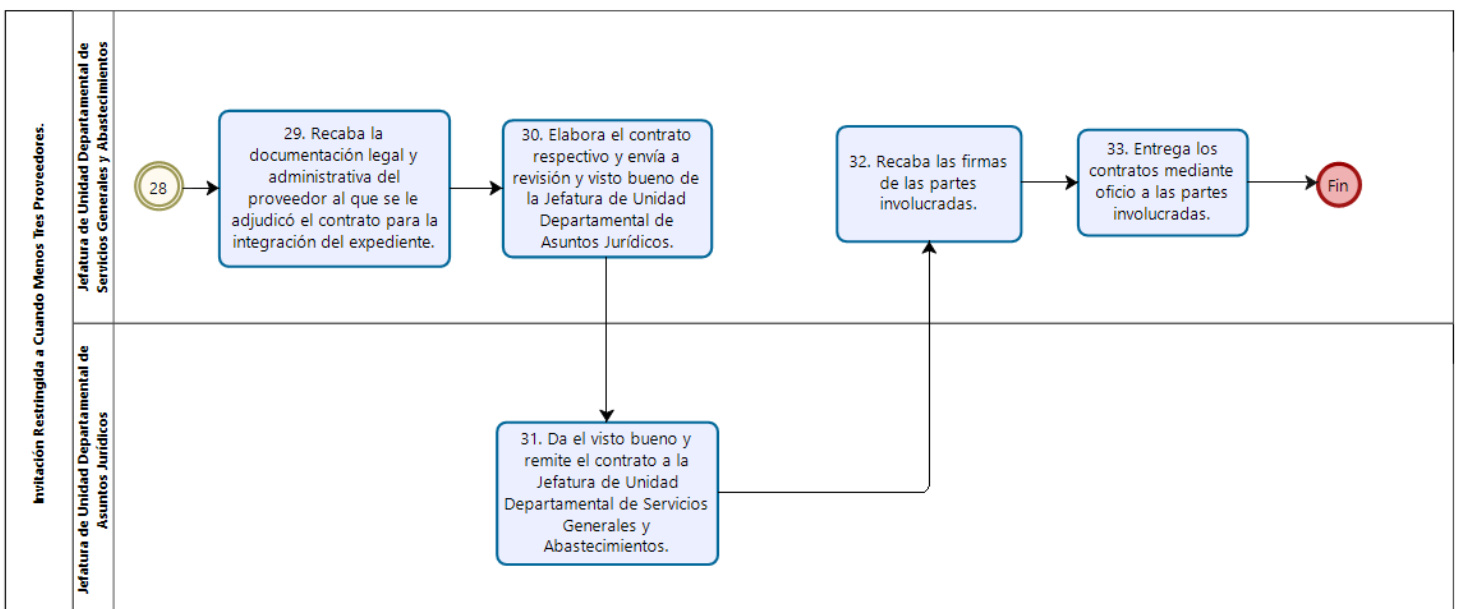 Invitación Restringida a Cuando Menos Tres Proveedores.
Jefatura de Unidad Departamental de
Servicios Generales y Abastecimientos
28
29. Recaba la
documentación legal y
administrativa del
proveedor al que se le
adjudicó el contrato para la
integración del expediente.
30. Elabora el contrato
respectivo y envía a
revisión y visto bueno de
la Jefatura de Unidad
Departamental de
Asuntos Jurídicos.
32. Recaba las firmas
de las partes
involucradas.
33. Entrega los
contratos mediante
oficio a las partes
involucradas.
Fin
Jefatura de Unidad Departamental de
Asuntos Jurídicos
31. Da el visto bueno y
remite el contrato a la
Jefatura de Unidad
Departamental de Servicios
Generales y
Abastecimientos.